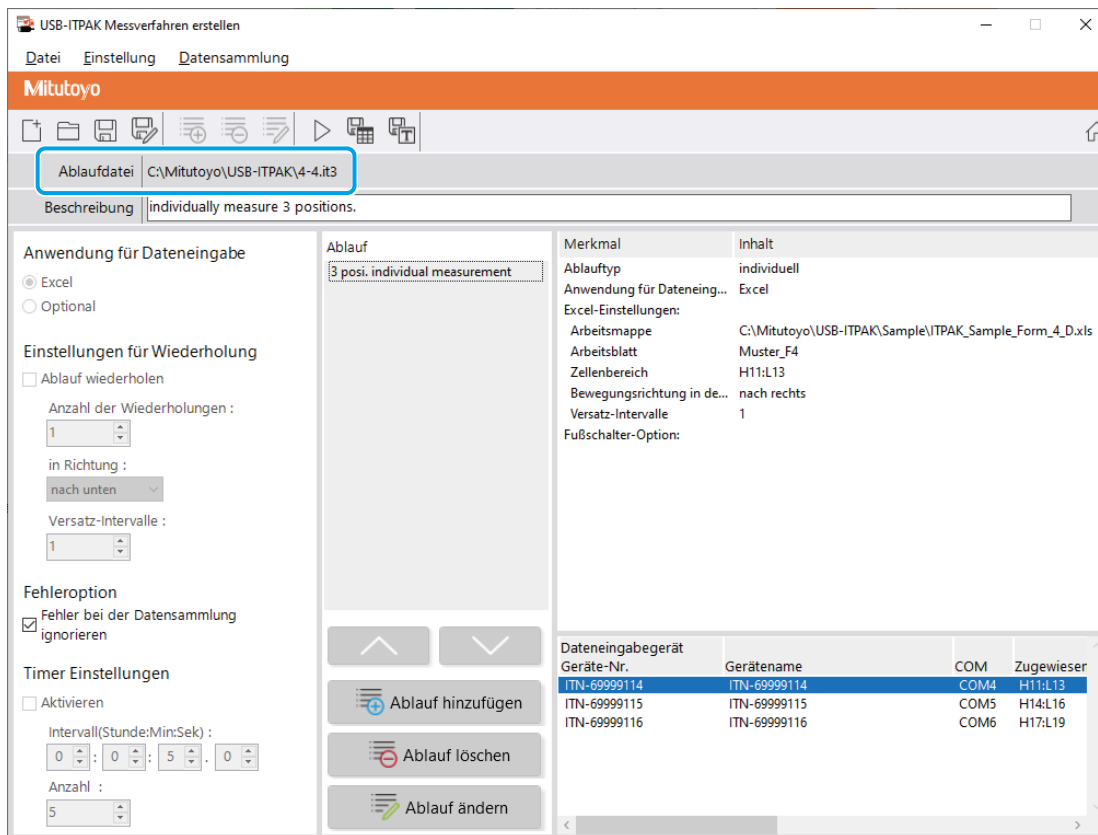 USB-ITPAK Messverfahren erstellen
Datei Einstellung Datensammlung
Mitutoyo
Ablaufdatei C:\Mitutoyo\USB-ITPAK\4-4.it3
Beschreibung individually measure 3 positions.
Anwendung für Dateneingabe
Excel
Optional
Einstellungen für Wiederholung
Ablauf wiederholen
Anzahl der Wiederholungen :
1
in Richtung :
nach unten
Versatz-Intervalle :
1
Fehleroption
Fehler bei der Datensammlung
ignorieren
Timer Einstellungen
Aktivieren
Intervall(Stunde:Min:Sek) :
0 : 0 : 5 . 0
Anzahl :
5
Ablauf
3 posi. individual measurement
Ablauf hinzufügen
Ablauf löschen
Ablauf ändern
Merkmal Inhalt
Ablauftyp individuell
Anwendung für Dateneing... Excel
Excel-Einstellungen:
Arbeitsmappe C:\Mitutoyo\USB-ITPAK\Sample\ITPAK_Sample_Form_4_D.xls
Arbeitsblatt Muster_F4
Zellenbereich H11:L13
Bewegungsrichtung in de... nach rechts
Versatz-Intervalle 1
Fußschalter-Option:
Dateneingabegerät
Geräte-Nr. Gerätename COM Zugewiesen
ITN-69999114 ITN-69999114 COM4 H11:L13
ITN-69999115 ITN-69999115 COM5 H14:L16
ITN-69999116 ITN-69999116 COM6 H17:L19